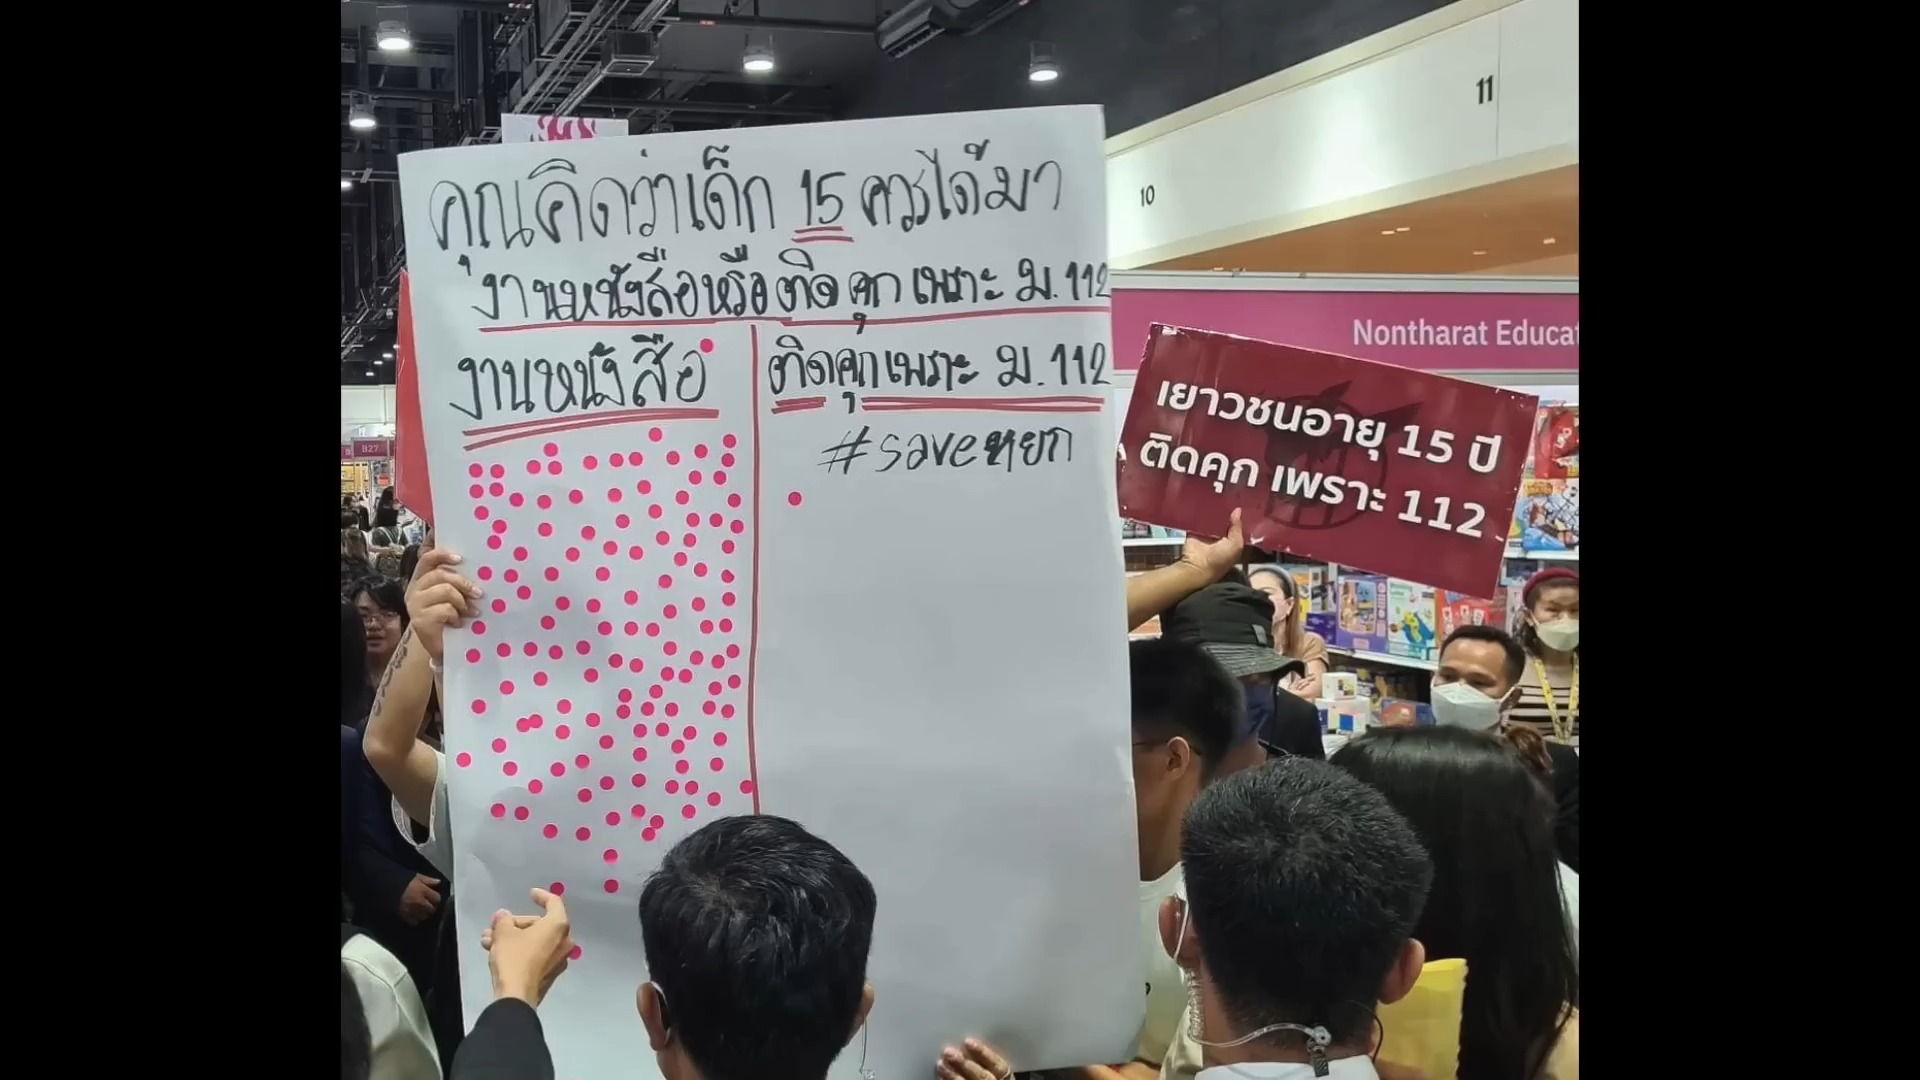 คุณคิดว่าเด็ก 15 ควรได้มา
งานหนังสือหรือติดคุก เพราะ ม.112
งานหนังสือ
ติดคุกเพราะ ม.112
#saveหยก
เยาวชนอายุ 15 ปี
ติดคุก เพราะ 112
Nontharat Educat
10
11
B27